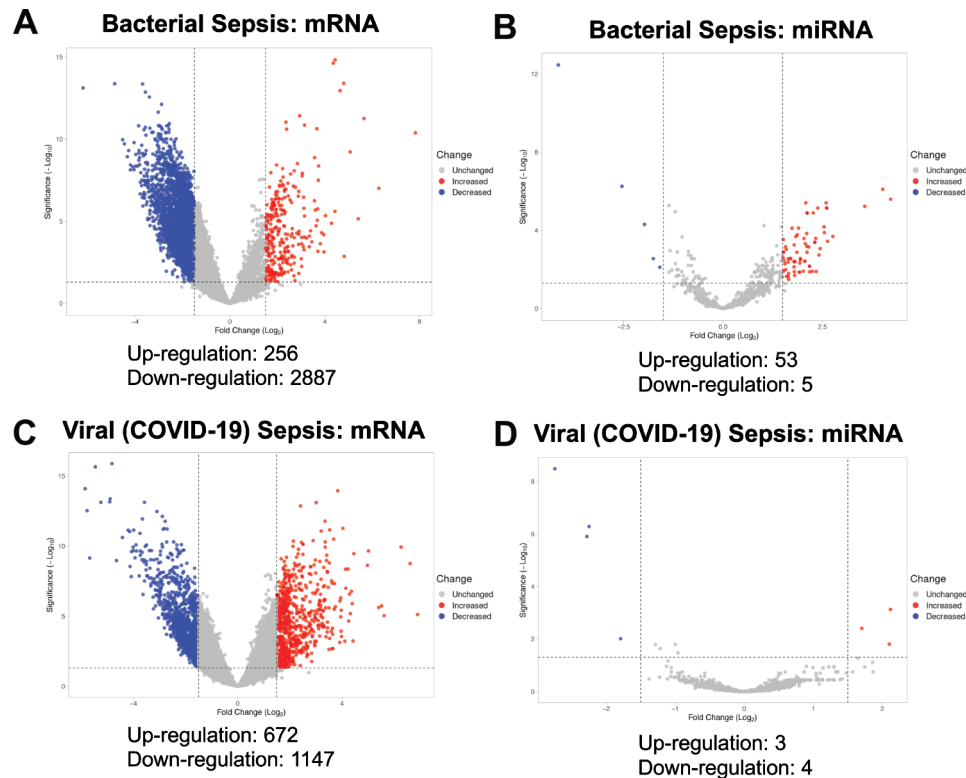 A
Bacterial Sepsis: mRNA
15
10
5
0
Significance (−Log10)
−4
0
4
8
Fold Change (Log2)
Change
Unchanged
Increased
Decreased
Up-regulation: 256
Down-regulation: 2887
B
Bacterial Sepsis: miRNA
12
8
4
0
Significance (−Log10)
−2.5
0.0
2.5
Fold Change (Log2)
Change
Unchanged
Increased
Decreased
Up-regulation: 53
Down-regulation: 5
C
Viral (COVID-19) Sepsis: mRNA
15
10
5
0
Significance (−Log10)
−4
0
4
Fold Change (Log2)
Change
Unchanged
Increased
Decreased
Up-regulation: 672
Down-regulation: 1147
D
Viral (COVID-19) Sepsis: miRNA
8
6
4
2
0
Significance (−Log10)
−2
−1
0
1
2
Fold Change (Log2)
Change
Unchanged
Increased
Decreased
Up-regulation: 3
Down-regulation: 4